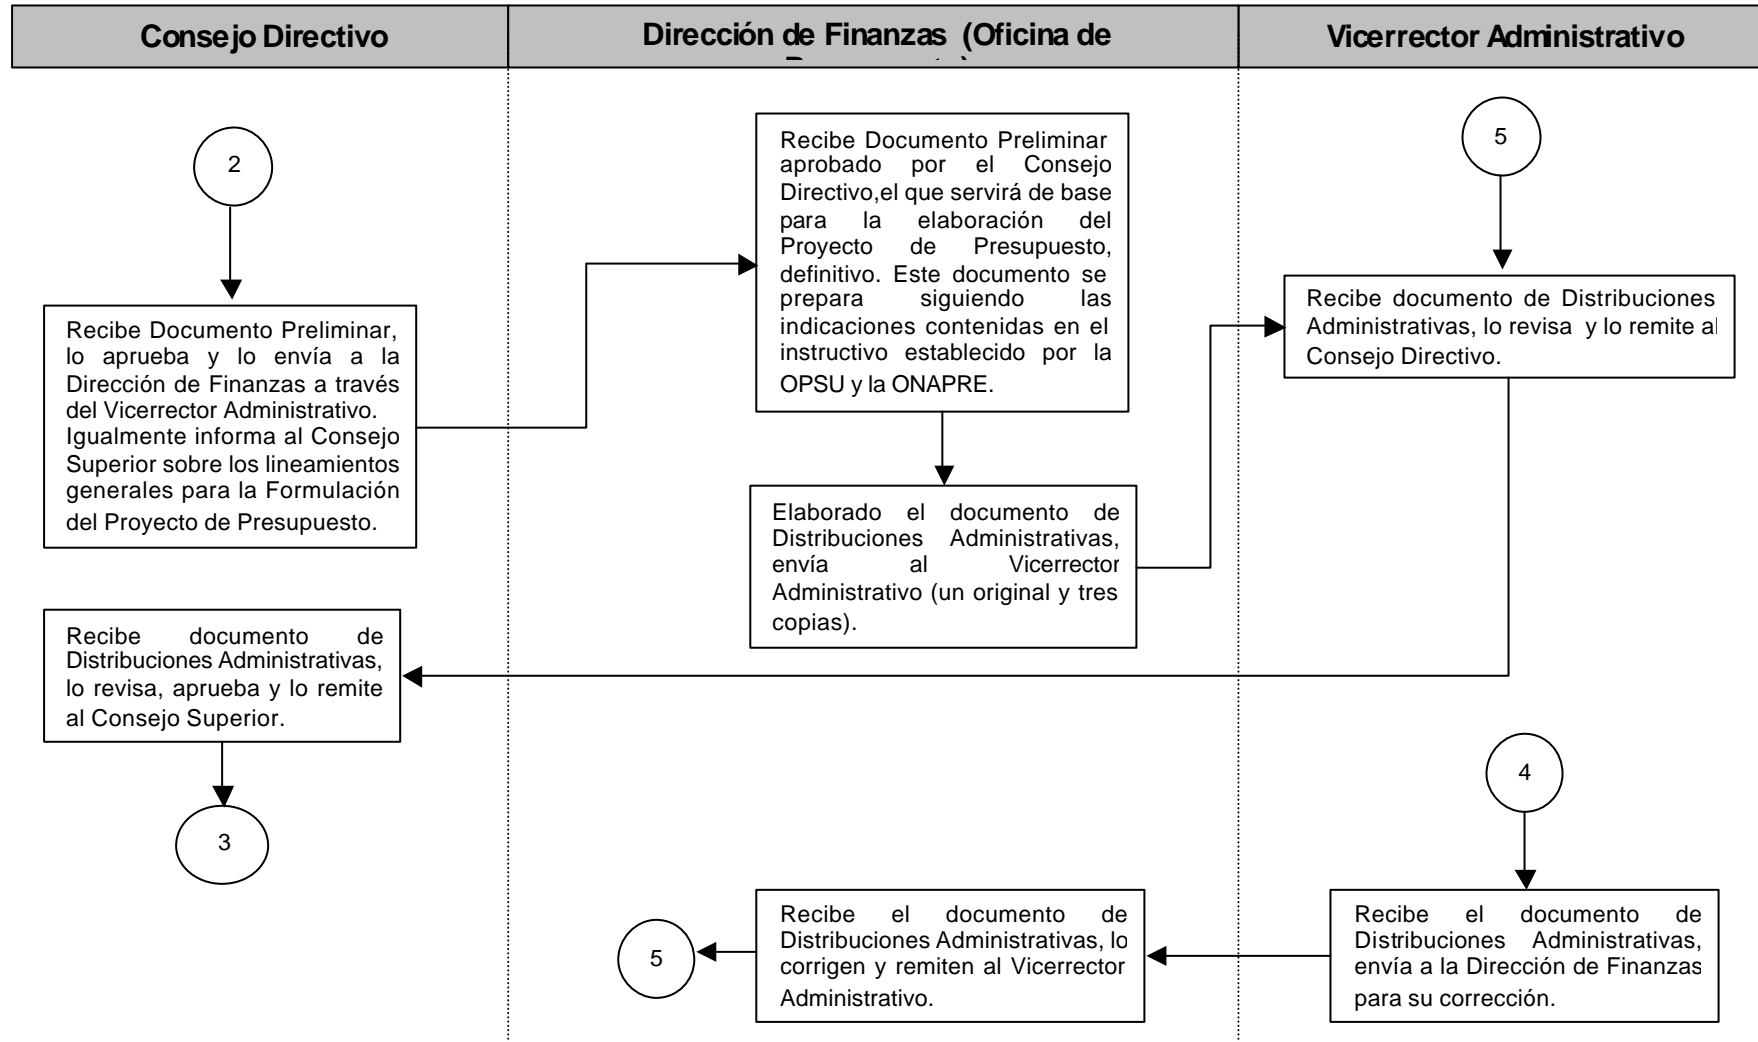 Consejo Directivo
Dirección de Finanzas (Oficina de
Vicerrector Administrativo
2
Recibe Documento Preliminar,
lo aprueba y lo envía a la
Dirección de Finanzas a través
del Vicerrector Administrativo.
Igualmente informa al Consejo
Superior sobre los lineamientos
generales para la Formulación
del Proyecto de Presupuesto.
Recibe Documento Preliminar
aprobado por el Consejo
Directivo,el que servirá de base
para la elaboración del
Proyecto de Presupuesto,
definitivo. Este documento se
prepara siguiendo las
indicaciones contenidas en el
instructivo establecido por la
OPSU y la ONAPRE.
Elaborado el documento de
Distribuciones Administrativas,
envía al Vicerrector
Administrativo (un original y tres
copias).
5
Recibe documento de Distribuciones
Administrativas, lo revisa y lo remite al
Consejo Directivo.
Recibe documento de
Distribuciones Administrativas,
lo revisa, aprueba y lo remite
al Consejo Superior.
3
4
Recibe el documento de
Distribuciones Administrativas,
envía a la Dirección de Finanzas
para su corrección.
Recibe el documento de
Distribuciones Administrativas, lo
corrigen y remiten al Vicerrector
Administrativo.
5